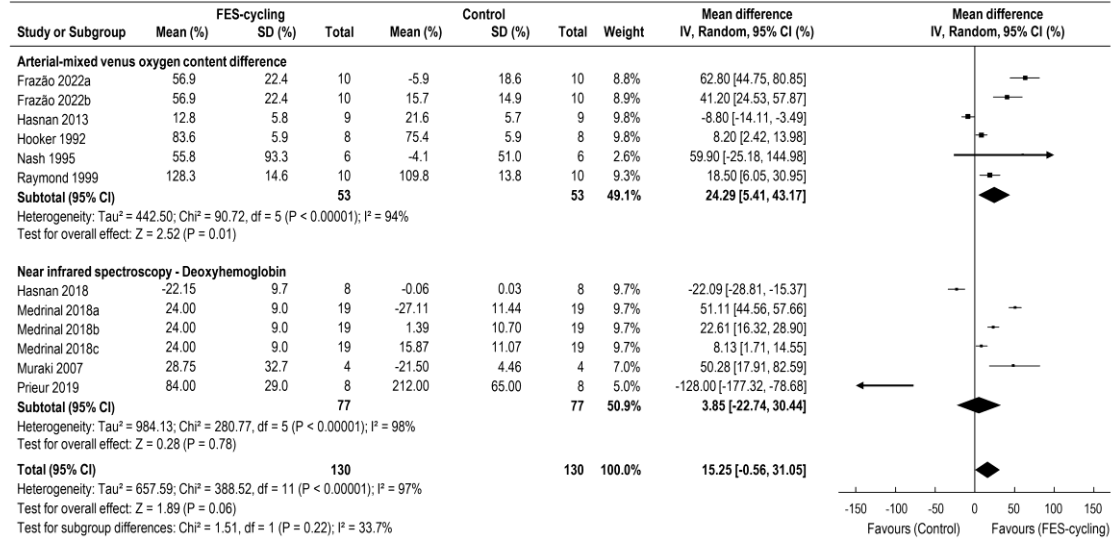 FES-cycling Control Mean difference Mean difference
Study or Subgroup Mean (%) SD (%) Total Mean (%) SD (%) Total Weight IV, Random, 95% CI (%) IV, Random, 95% CI (%)
Arterial-mixed venus oxygen content difference
Frazão 2022a 56.9 22.4 10 -5.9 18.6 10 8.8% 62.80 [44.75, 80.85]
Frazão 2022b 56.9 22.4 10 15.7 14.9 10 8.9% 41.20 [24.53, 57.87]
Hasnan 2013 12.8 5.8 9 21.6 5.7 9 9.7% -8.80 [-14.11, -3.49]
Hooker 1992 83.6 5.9 8 75.4 5.9 8 9.7% 8.20 [2.42, 13.98]
Nash 1995 55.8 93.3 6 -4.1 51.0 6 2.6% 59.90 [-25.18, 144.98]
Raymond 1999 128.3 14.6 10 109.8 13.8 10 9.3% 18.50 [6.05, 30.95]
Subtotal (95% CI) 53 53 49.1% 24.29 [5.41, 43.17]
Heterogeneity: Tau² = 442.50; Chi² = 90.72, df = 5 (P < 0.00001); I² = 94%
Test for overall effect: Z = 2.52 (P = 0.01)
Near infrared spectroscopy - Deoxyhemoglobin
Hasnan 2018 -22.15 9.7 8 -0.06 0.03 8 9.7% -22.09 [-28.81, -15.37]
Medrinal 2018a 24.00 9.0 19 -27.11 11.44 19 9.7% 51.11 [44.56, 57.66]
Medrinal 2018b 24.00 9.0 19 1.39 10.70 19 9.7% 22.61 [16.32, 28.90]
Medrinal 2018c 24.00 9.0 19 15.87 11.07 19 9.7% 8.13 [1.71, 14.55]
Muraki 2007 28.75 32.7 4 -21.50 4.46 4 7.0% 50.28 [17.91, 82.59]
Prieur 2019 84.00 29.0 8 212.00 65.00 8 5.0% -128.00 [-177.32, -78.68]
Subtotal (95% CI) 77 77 50.9% 3.85 [-22.74, 30.44]
Heterogeneity: Tau² = 984.13; Chi² = 280.77, df = 5 (P < 0.00001); I² = 98%
Test for overall effect: Z = 0.28 (P = 0.78)
Total (95% CI) 130 130 100.0% 15.25 [-0.56, 31.05]
Heterogeneity: Tau² = 657.59; Chi² = 388.52, df = 11 (P < 0.00001); I² = 97%
Test for overall effect: Z = 1.89 (P = 0.06)
Test for subgroup differences: Chi² = 1.51, df = 1 (P = 0.22); I² = 33.7%
-150 -100 -50 0 50 100 150
Favours (Control) Favours (FES-cycling)